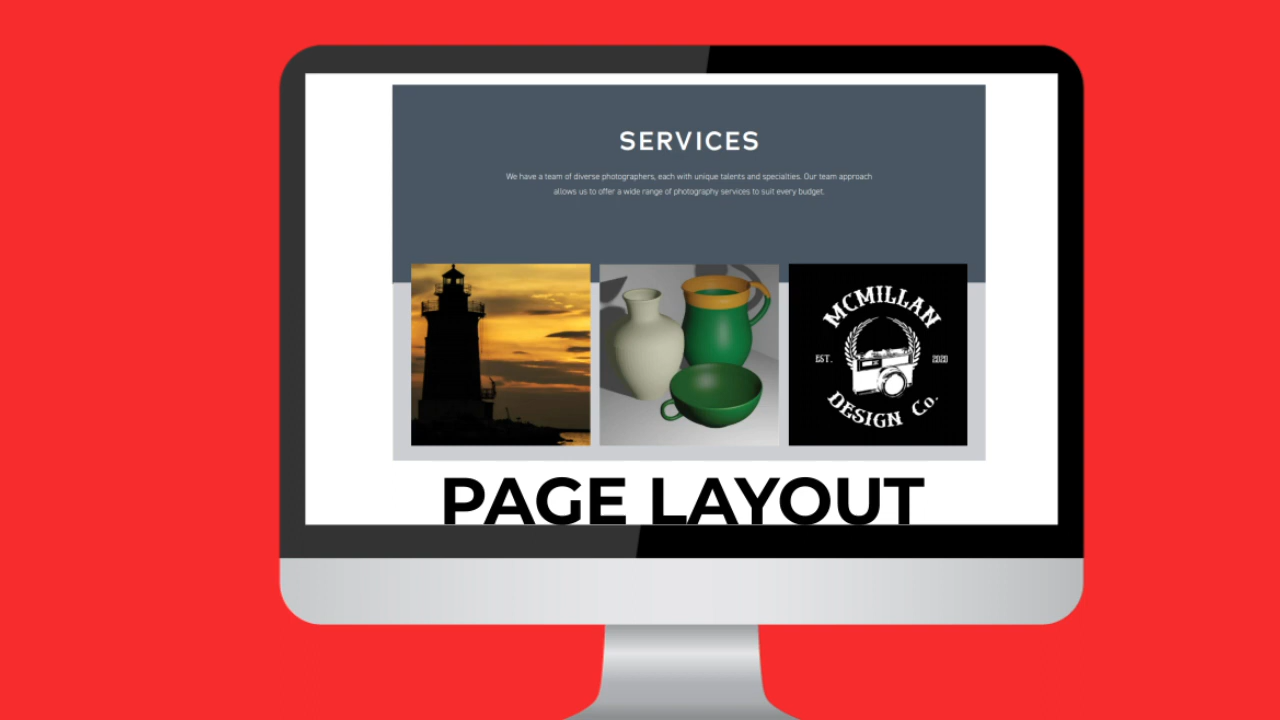 SERVICES
We have a team of diverse photographers, each with unique talents and specialties. Our team approach
allows us to offer a wide range of photography services to suit every budget.
MCMILLAN
EST. 2020
DESIGN Co.
PAGE LAYOUT